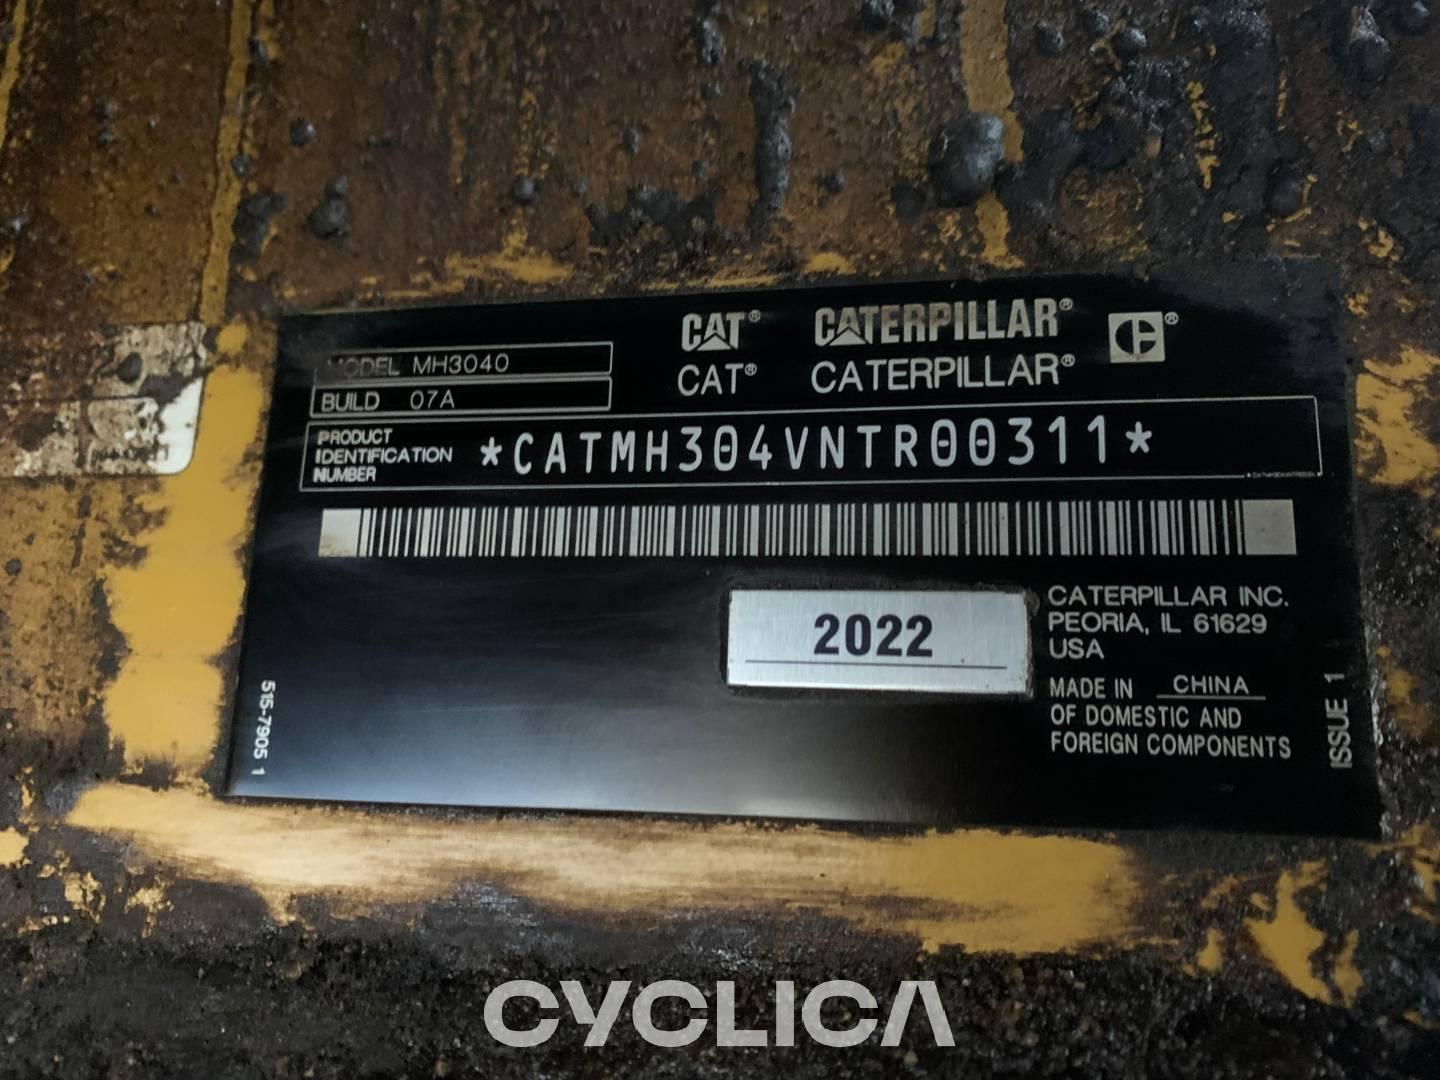 CAT® CATERPILLAR® C®
CAT® CATERPILLAR®
MODEL MH3040
BUILD 07A
PRODUCT
IDENTIFICATION
NUMBER
*CATMH304VNTR00311*
2022
CATERPILLAR INC.
PEORIA, IL 61629
USA
MADE IN CHINA
OF DOMESTIC AND
FOREIGN COMPONENTS
515-7905 1
ISSUE 1
CYCLICA